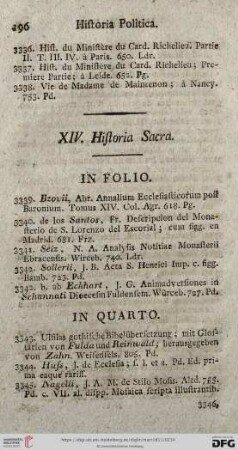 196 Historia Politica.
3236. Hist. du Ministère du Card. Richelieu. Partie
II. T. III. IV. à Paris. 650. Ldr.
3237. Hist. du Ministère du Card. Richelieu; Pre-
miere Partie; à Leide. 652. Pg.
3238. Vie de Madame de Maintenon; à Nancy.
753. Pd.
XIV. Historia Sacra.
IN FOLIO.
3339. Bzovii, Abr. Annalium Ecclesiasticorum post
Baronium. Tomus XIV. Col. Agr. 618. Pg.
3340. de los Santos, Fr. Descripcion del Mona-
sterio de S. Lorenzo del Escorial; cum figg. en
Madrid. 681. Frz.
3341. Seiz, N. A. Analysis Notitiae Monasterii
Ebracensis. Wirceb. 740. Ldr.
3342. Sollerii, J. B. Acta S. Henrici Imp. c. figg.
Bamb. 723. Pd.
3342. b. ab Eckhart, J. G. Animadversiones in
Schannati Dioecesin Fuldensem. Würceb. 727. Pd.
IN QUARTO.
3343. Ulfilas gothische Bibelübersetzung; mit Glos-
sarien von Fulda und Reinwald; herausgegeben
von Zahn. Weisenfels. 805. Pd.
3344. Huss, J. de Ecclesia; s. l. et a. Pd. Ed. pri-
ma eaque rariss.
3345. Nagelii, J. A. M. de Stilo Mosis. Altd. 755.
Pd. c. VII. al. dispp. Mosaica scripta illustrantib.
3346.